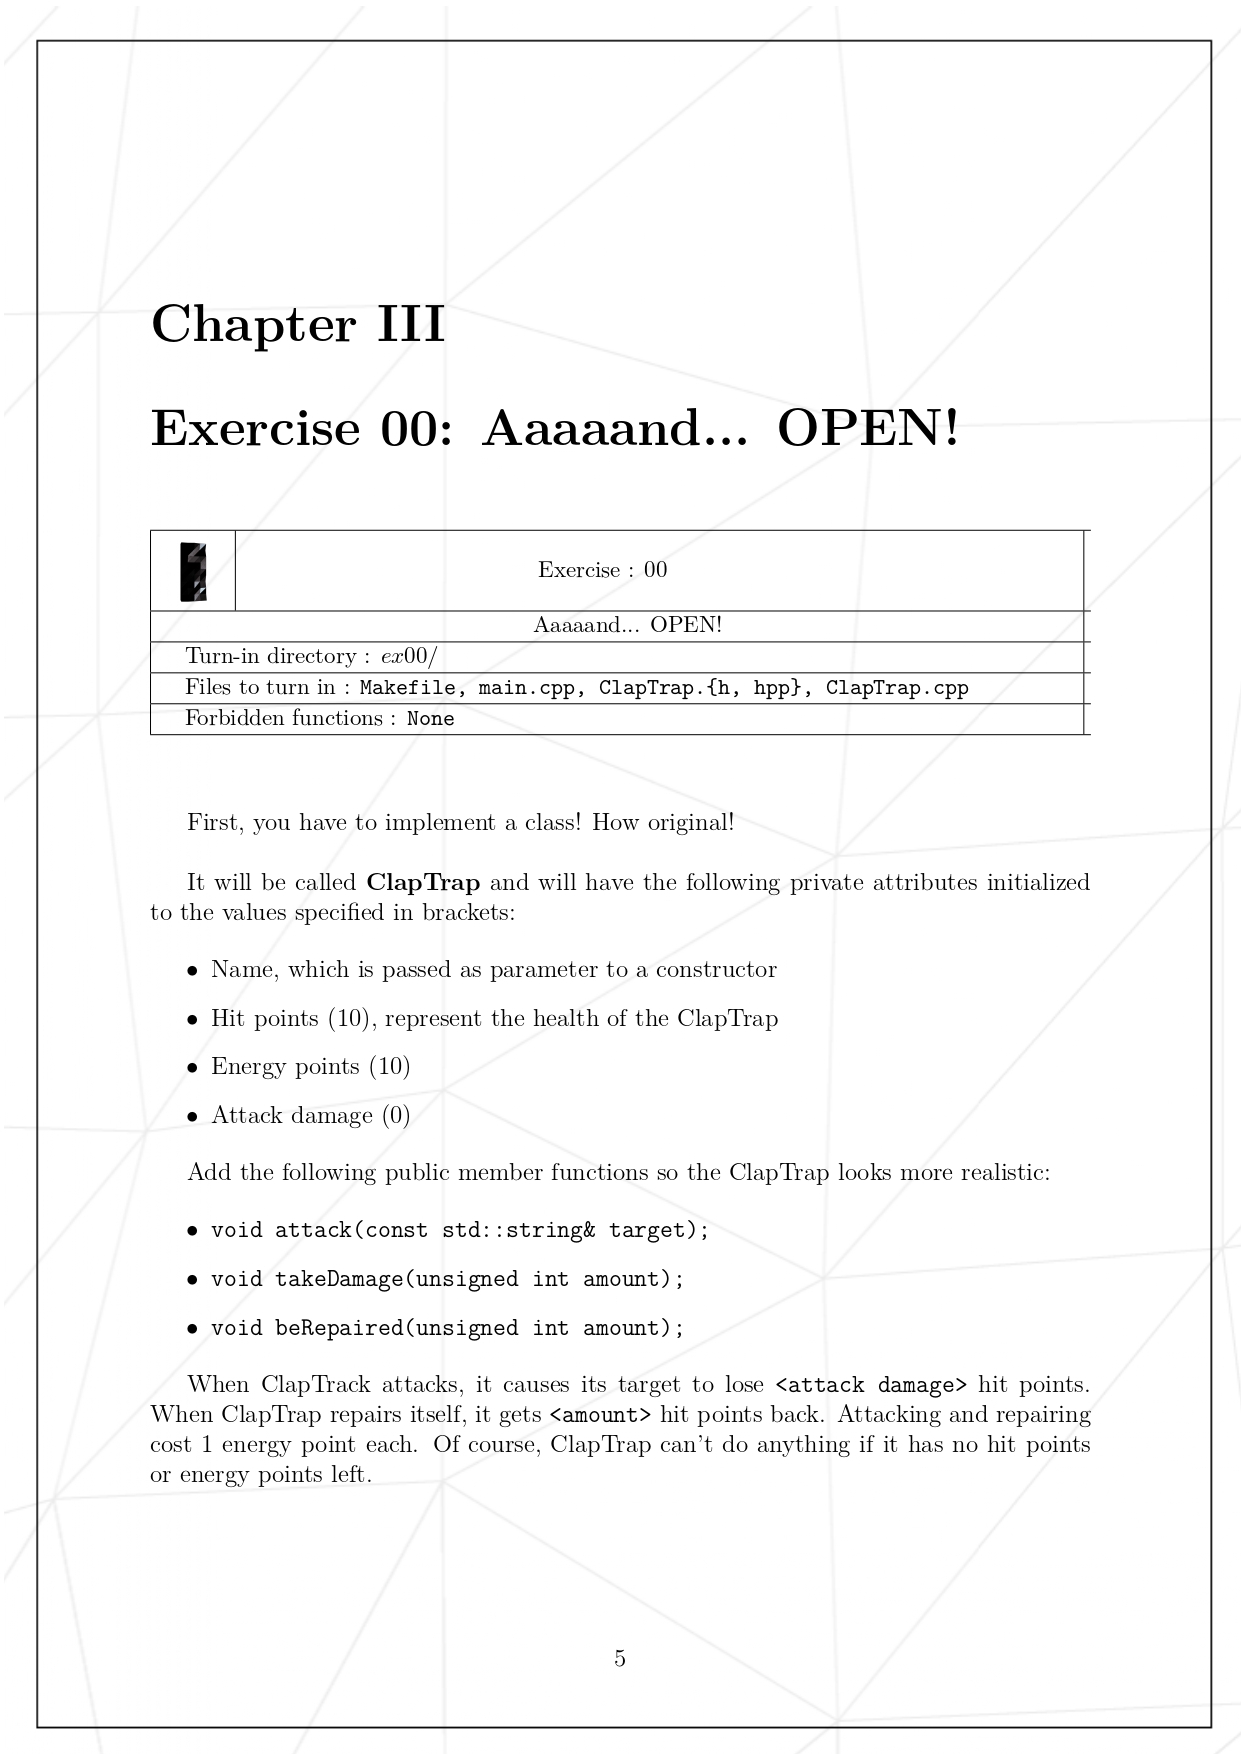 Chapter III
Exercise 00: Aaaaand... OPEN!
Exercise : 00
Aaaaand... OPEN!
Turn-in directory : ex00/
Files to turn in : Makefile, main.cpp, ClapTrap.{h, hpp}, ClapTrap.cpp
Forbidden functions : None
First, you have to implement a class! How original!
It will be called ClapTrap and will have the following private attributes initialized
to the values specified in brackets:
• Name, which is passed as parameter to a constructor
• Hit points (10), represent the health of the ClapTrap
• Energy points (10)
• Attack damage (0)
Add the following public member functions so the ClapTrap looks more realistic:
• void attack(const std::string& target);
• void takeDamage(unsigned int amount);
• void beRepaired(unsigned int amount);
When ClapTrack attacks, it causes its target to lose <attack damage> hit points.
When ClapTrap repairs itself, it gets <amount> hit points back. Attacking and repairing
cost 1 energy point each. Of course, ClapTrap can't do anything if it has no hit points
or energy points left.
5